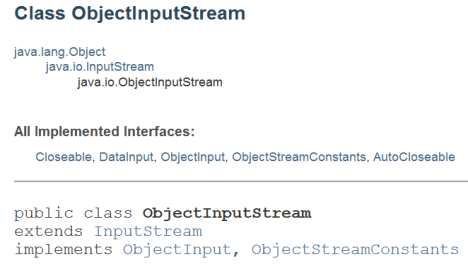 Class ObjectInputStream
java.lang.Object
java.io.InputStream
java.io.ObjectInputStream
All Implemented Interfaces:
Closeable, DataInput, ObjectInput, ObjectStreamConstants, AutoCloseable
public class ObjectInputStream
extends InputStream
implements ObjectInput, ObjectStreamConstants